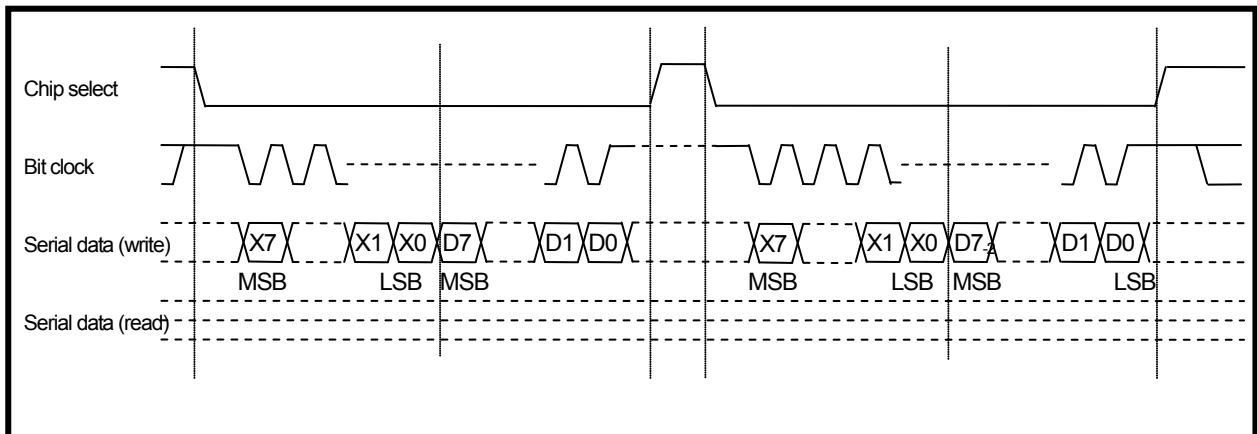 Chip select
Bit clock
Serial data (write) X7 X1 X0 D7 D1 D0 X7 X1 X0 D7-2 D1 D0
MSB LSB MSB MSB LSB MSB LSB
Serial data (read)